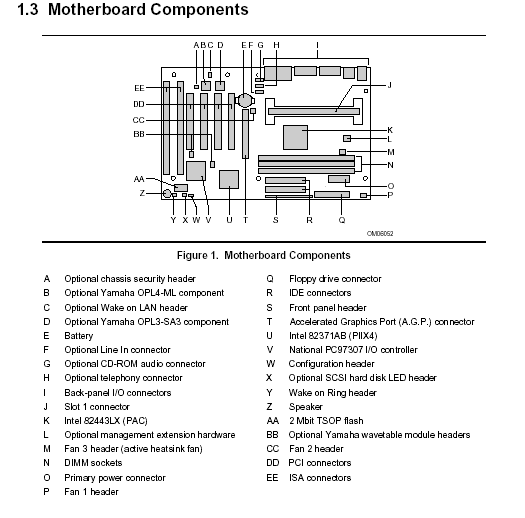 1.3 Motherboard Components
A B C D E F G H I
EE
J
DD
CC
K
BB
L
M
N
AA
O
Z
P
Y X W V U T S R Q
OM06052
Figure 1. Motherboard Components
A Optional chassis security header
B Optional Yamaha OPL4-ML component
C Optional Wake on LAN header
D Optional Yamaha OPL3-SA3 component
E Battery
F Optional Line In connector
G Optional CD-ROM audio connector
H Optional telephony connector
I Back-panel I/O connectors
J Slot 1 connector
K Intel 82443LX (PAC)
L Optional management extension hardware
M Fan 3 header (active heatsink fan)
N DIMM sockets
O Primary power connector
P Fan 1 header
Q Floppy drive connector
R IDE connectors
S Front panel header
T Accelerated Graphics Port (A.G.P.) connector
U Intel 82371AB (PIIX4)
V National PC97307 I/O controller
W Configuration header
X Optional SCSI hard disk LED header
Y Wake on Ring header
Z Speaker
AA 2 Mbit TSOP flash
BB Optional Yamaha wavetable module headers
CC Fan 2 header
DD PCI connectors
EE ISA connectors